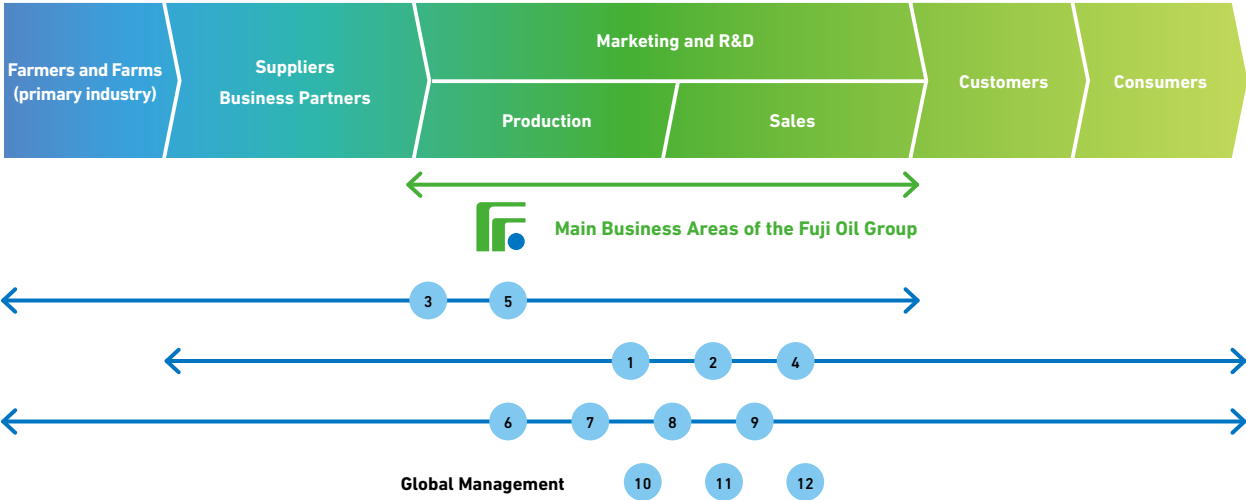 Farmers and Farms
(primary industry)
Suppliers
Business Partners
Marketing and R&D
Production
Sales
Customers
Consumers
Main Business Areas of the Fuji Oil Group
3 5
1 2 4
6 7 8 9
Global Management 10 11 12